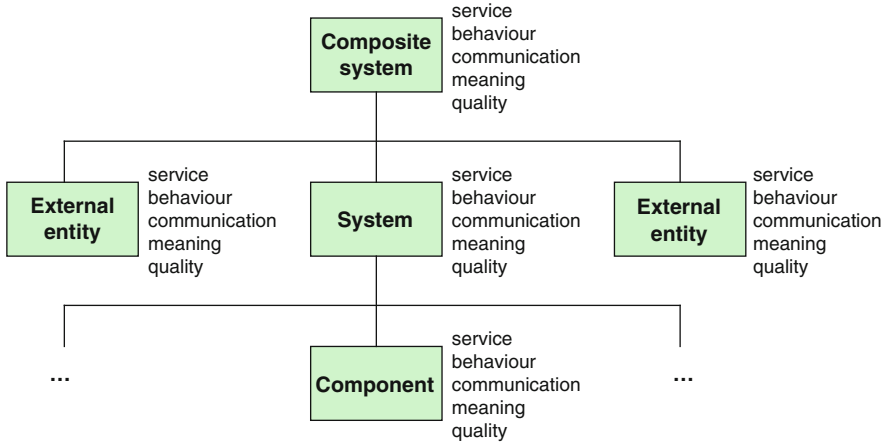 Composite
system
service
behaviour
communication
meaning
quality
External
entity
service
behaviour
communication
meaning
quality
System
service
behaviour
communication
meaning
quality
External
entity
service
behaviour
communication
meaning
quality
...
Component
service
behaviour
communication
meaning
quality
...